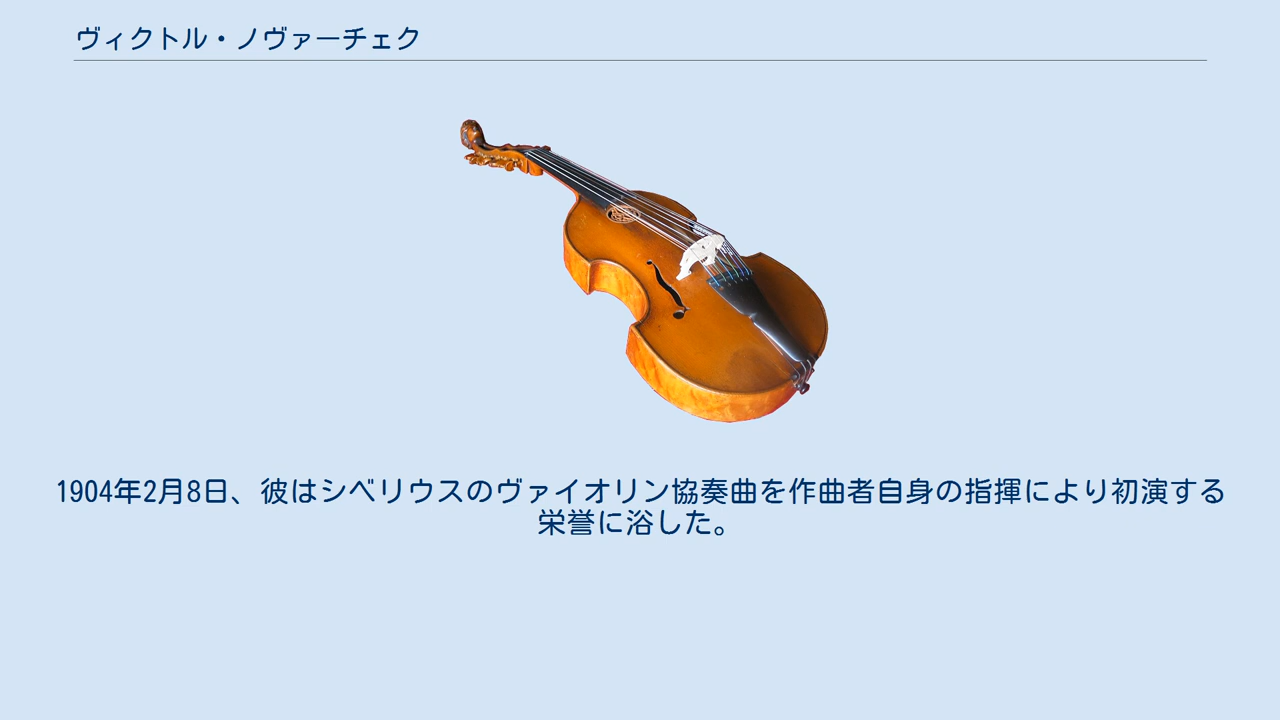 ヴィクトル・ノヴァーチェク
1904年2月8日、彼はシベリウスのヴァイオリン協奏曲を作曲者自身の指揮により初演する
栄誉に浴した。